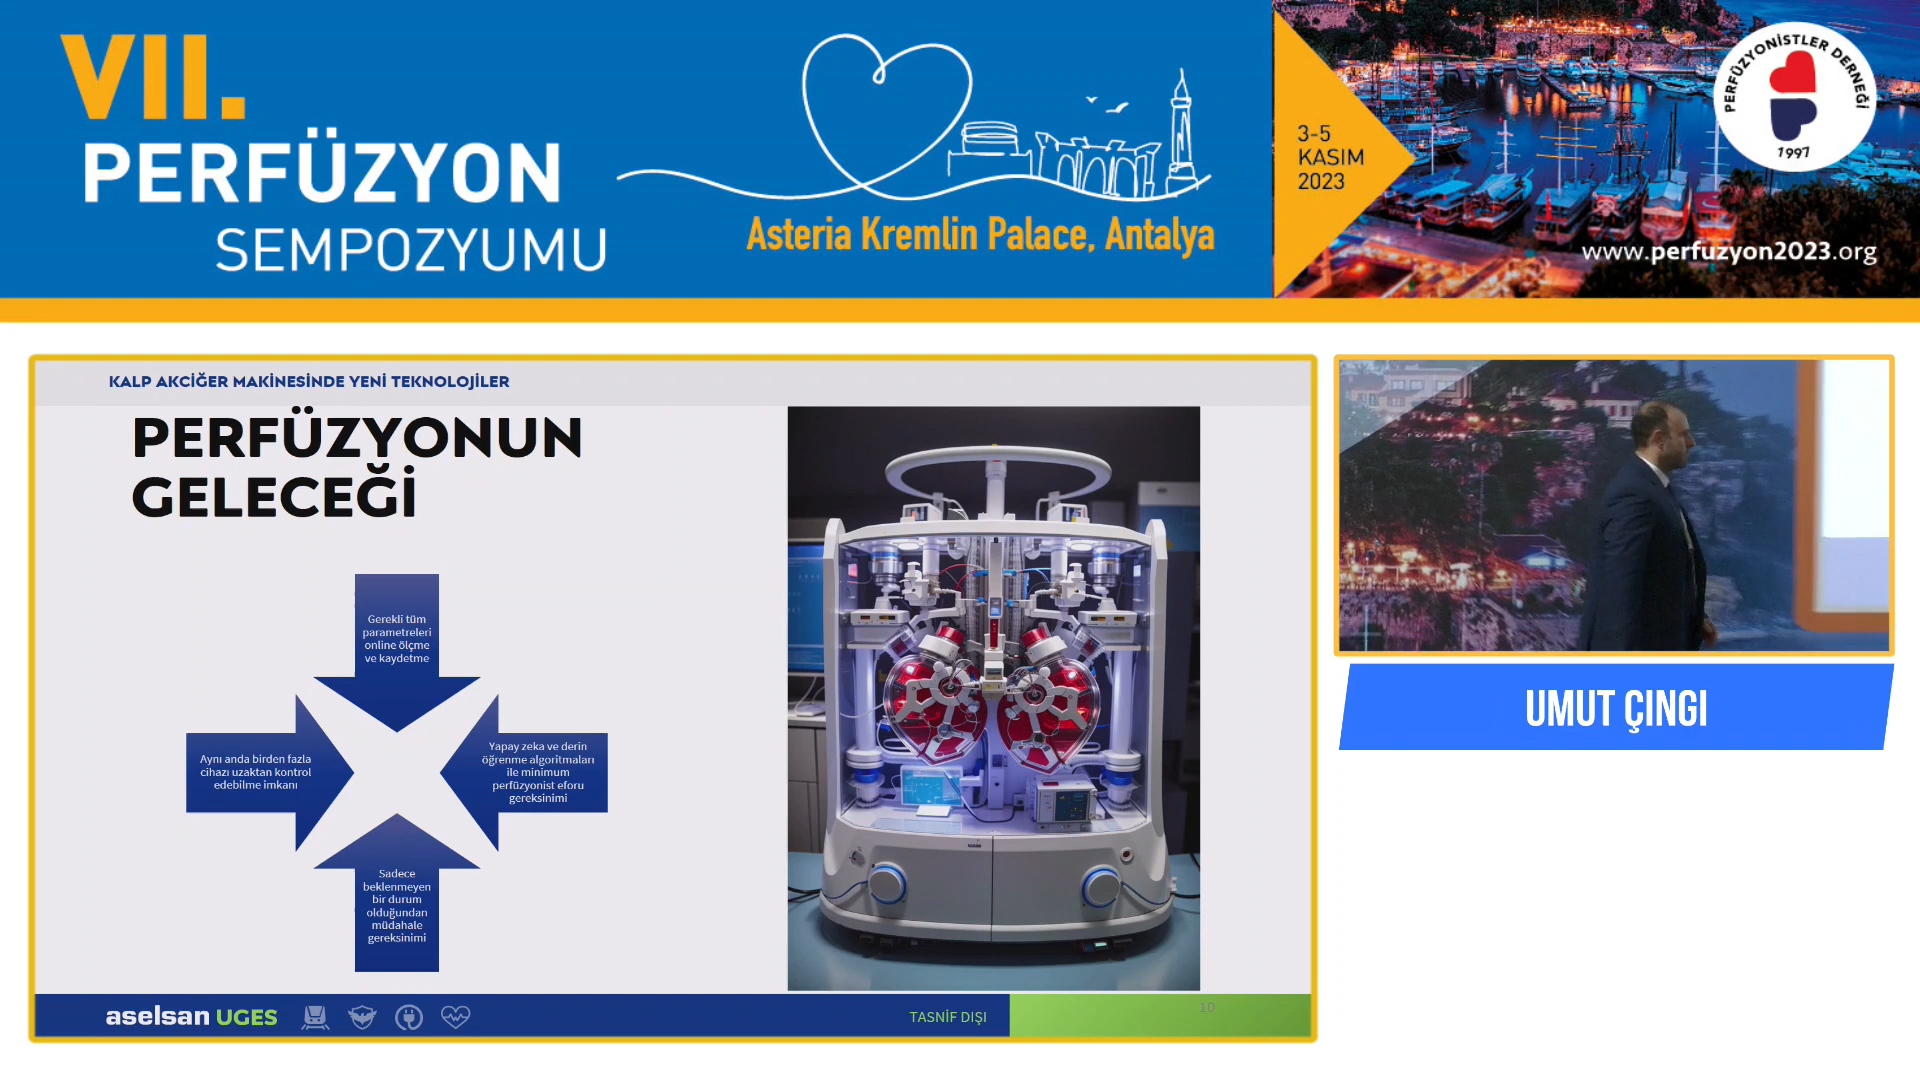 VII.
PERFÜZYON
SEMPOZYUMU
Asteria Kremlin Palace, Antalya
3-5
KASIM
2023
PERFÜZYONİSTLER DERNEĞİ
1997
www.perfuzyon2023.org
KALP AKCİĞER MAKİNESİNDE YENİ TEKNOLOJİLER
PERFÜZYONUN
GELECEĞİ
Gerekli tüm
parametreleri
online ölçme
ve kaydetme
Aynı anda birden fazla
cihazı uzaktan kontrol
edebilme imkanı
Yapay zeka ve derin
öğrenme algoritmaları
ile minimum
perfüzyonist eforu
gereksinimi
Sadece
beklenmeyen
bir durum
olduğundan
müdahale
gereksinimi
aselsan UGES
TASNİF DIŞI
10
UMUT ÇINGI